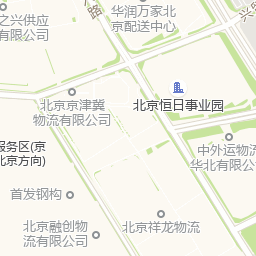 之兴供应
有限公司
路
华润万家北
京配送中心
北京京津冀
物流有限公司
北京恒日事业园
服务区(京
北京方向)
中外运物流
华北有限公
首发钢构
北京融创物
流有限公司
北京祥龙物流